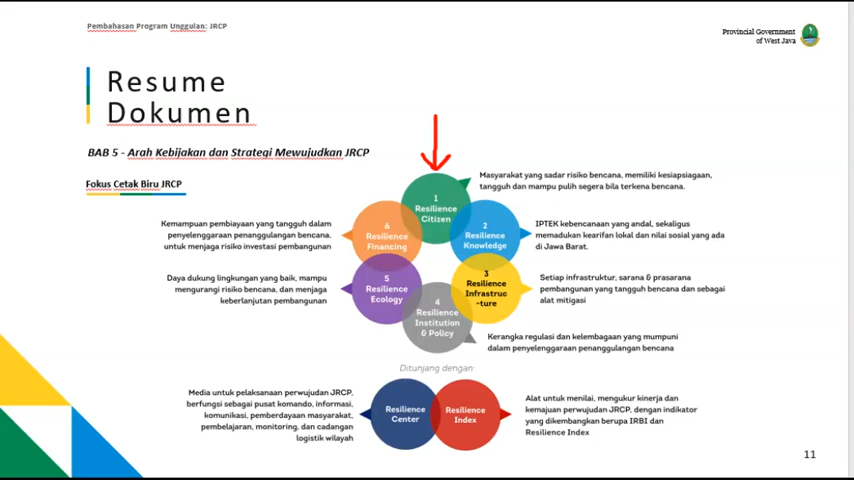 Pembahasan Program Unggulan: JRCP
Provincial Government
of West Java
Resume
Dokumen
BAB 5 - Arah Kebijakan dan Strategi Mewujudkan JRCP
Fokus Cetak Biru JRCP
1
Resilience
Citizen
Masyarakat yang sadar risiko bencana, memiliki kesiapsiagaan,
tangguh dan mampu pulih segera bila terkena bencana.
2
Resilience
Knowledge
IPTEK kebencanaan yang andal, sekaligus
memadukan kearifan lokal dan nilai sosial yang ada
di Jawa Barat.
3
Resilience
Infrastruc
-ture
Setiap infrastruktur, sarana & prasarana
pembangunan yang tangguh bencana dan sebagai
alat mitigasi
4
Resilience
Institution
& Policy
Kerangka regulasi dan kelembagaan yang mumpuni
dalam penyelenggaraan penanggulangan bencana
5
Resilience
Ecology
Daya dukung lingkungan yang baik, mampu
mengurangi risiko bencana, dan menjaga
keberlanjutan pembangunan
6
Resilience
Financing
Kemampuan pembiayaan yang tangguh dalam
penyelenggaraan penanggulangan bencana,
untuk menjaga risiko investasi pembangunan
Ditunjang dengan:
Resilience
Center
Media untuk pelaksanaan perwujudan JRCP,
berfungsi sebagai pusat komando, informasi,
komunikasi, pemberdayaan masyarakat,
pembelajaran, monitoring, dan cadangan
logistik wilayah
Resilience
Index
Alat untuk menilai, mengukur kinerja dan
kemajuan perwujudan JRCP, dengan indikator
yang dikembangkan berupa IRBI dan
Resilience Index
11